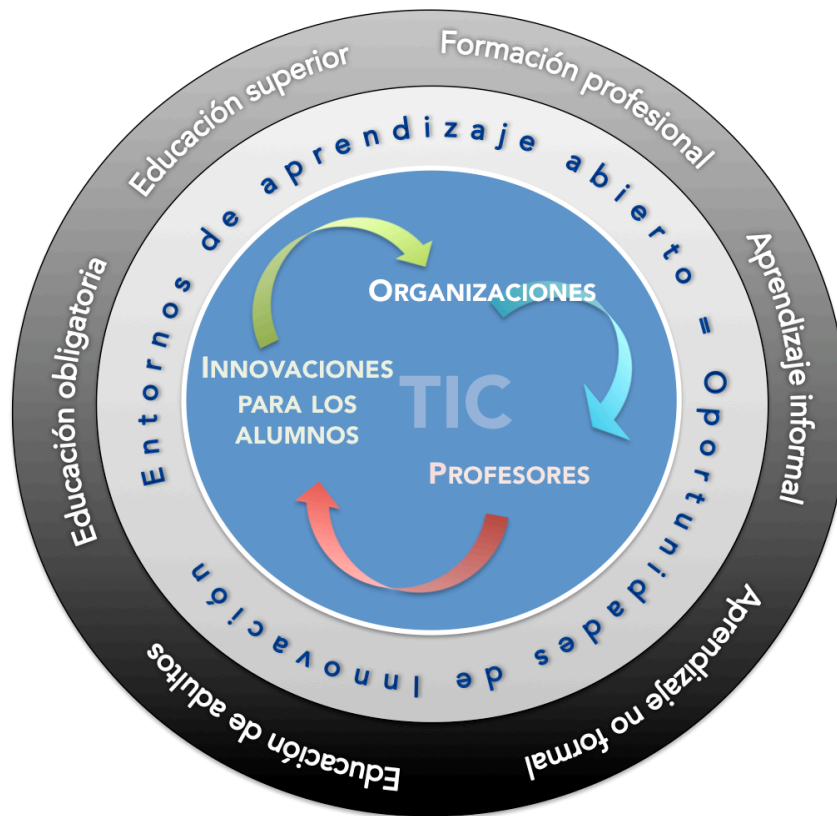 Educación superior
Formación profesional
Aprendizaje informal
Aprendizaje no formal
Educación de adultos
Educación obligatoria
Entornos de aprendizaje abierto = Oportunidades de Innovación
ORGANIZACIONES
INNOVACIONES
PARA LOS
ALUMNOS
TIC
PROFESORES